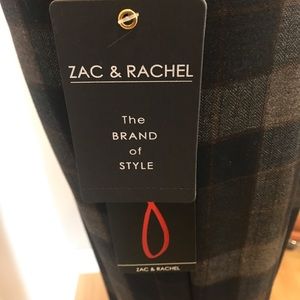 ZAC & RACHEL
The
BRAND
of
STYLE
ZAC & RACHEL